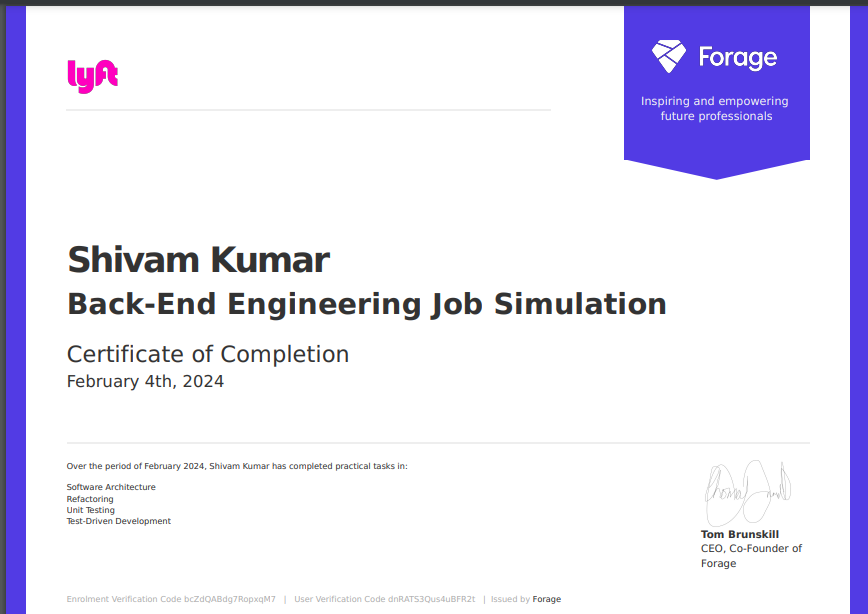 lyft
Forage
Inspiring and empowering
future professionals
Shivam Kumar
Back-End Engineering Job Simulation
Certificate of Completion
February 4th, 2024
Over the period of February 2024, Shivam Kumar has completed practical tasks in:
Software Architecture
Refactoring
Unit Testing
Test-Driven Development
Tom Brunskill
CEO, Co-Founder of
Forage
Enrolment Verification Code bcZdQABdg7RopxqM7 | User Verification Code dnRATS3Qus4uBFR2t | Issued by Forage